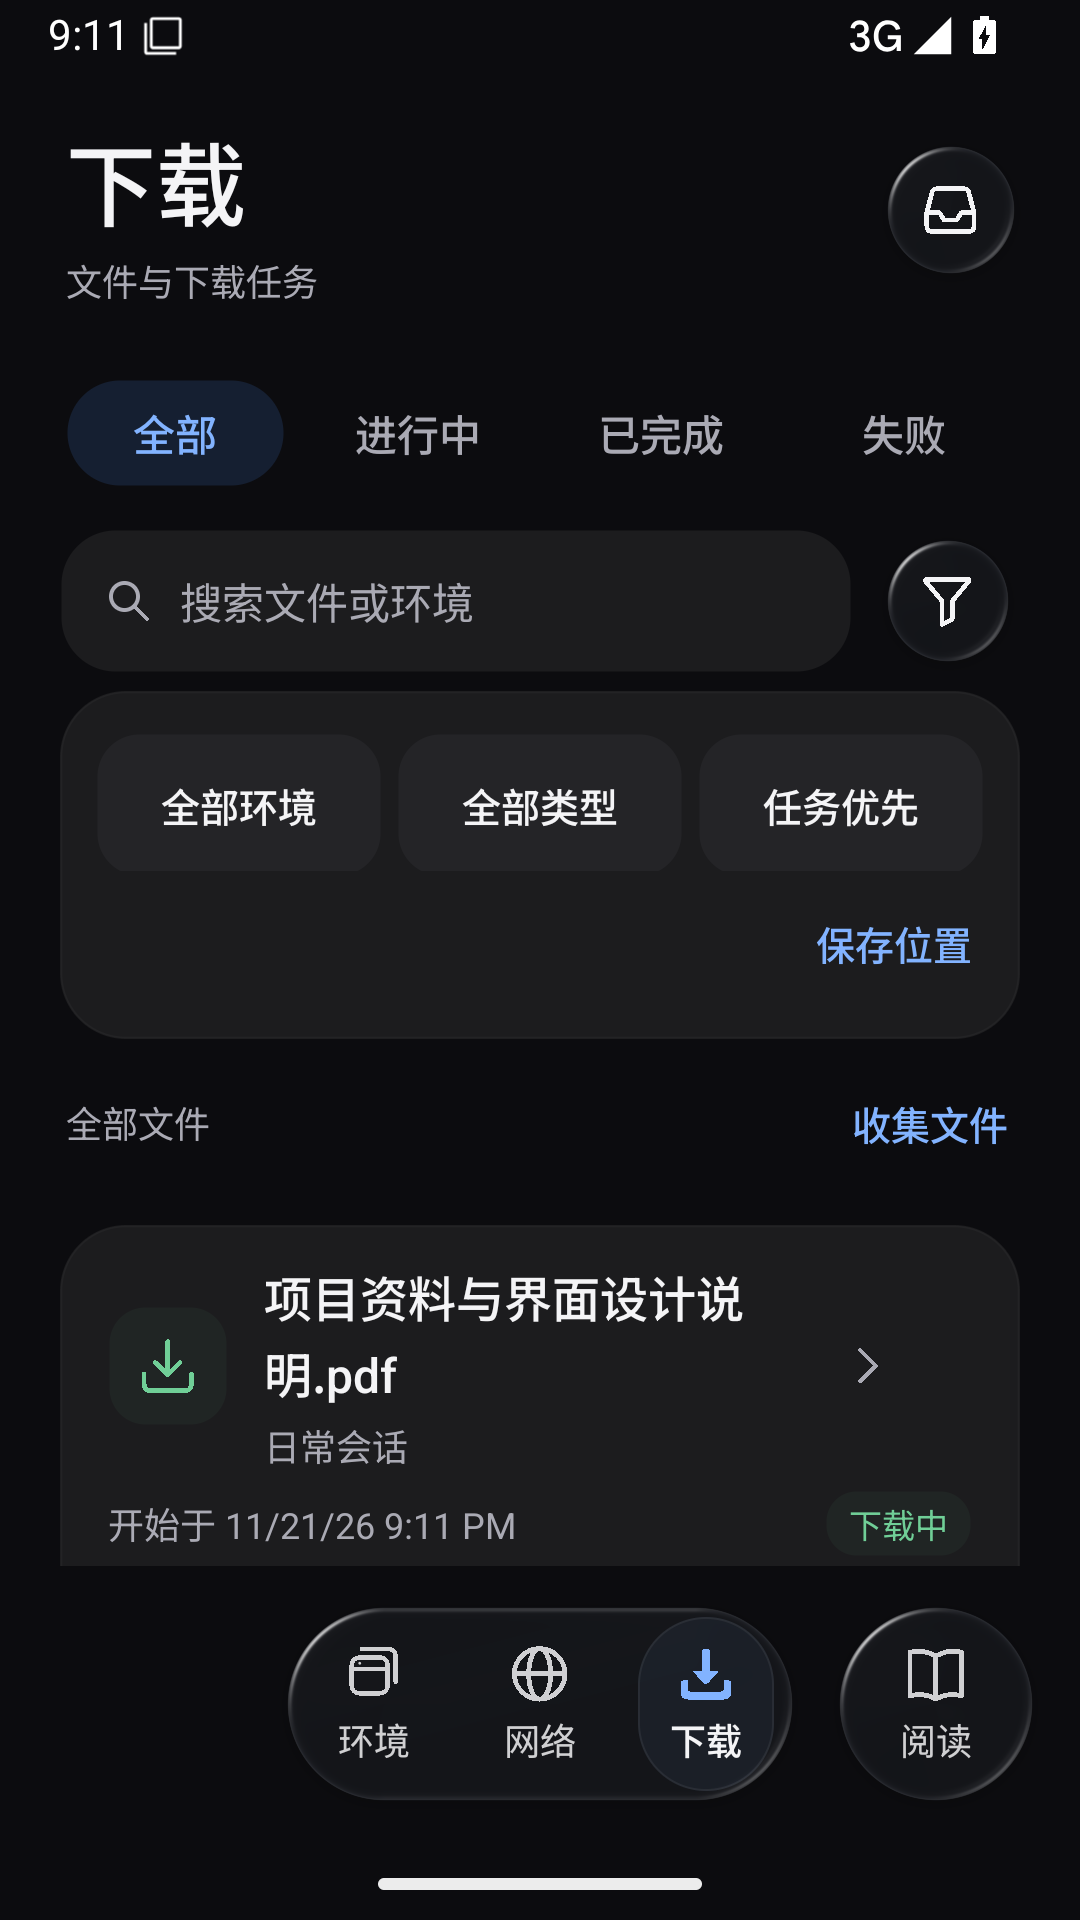 9:11
3G
下载
文件与下载任务
全部 进行中 已完成 失败
搜索文件或环境
全部环境 全部类型 任务优先
保存位置
全部文件 收集文件
项目资料与界面设计说
明.pdf
日常会话
开始于 11/21/26 9:11 PM 下载中
环境 网络 下载 阅读